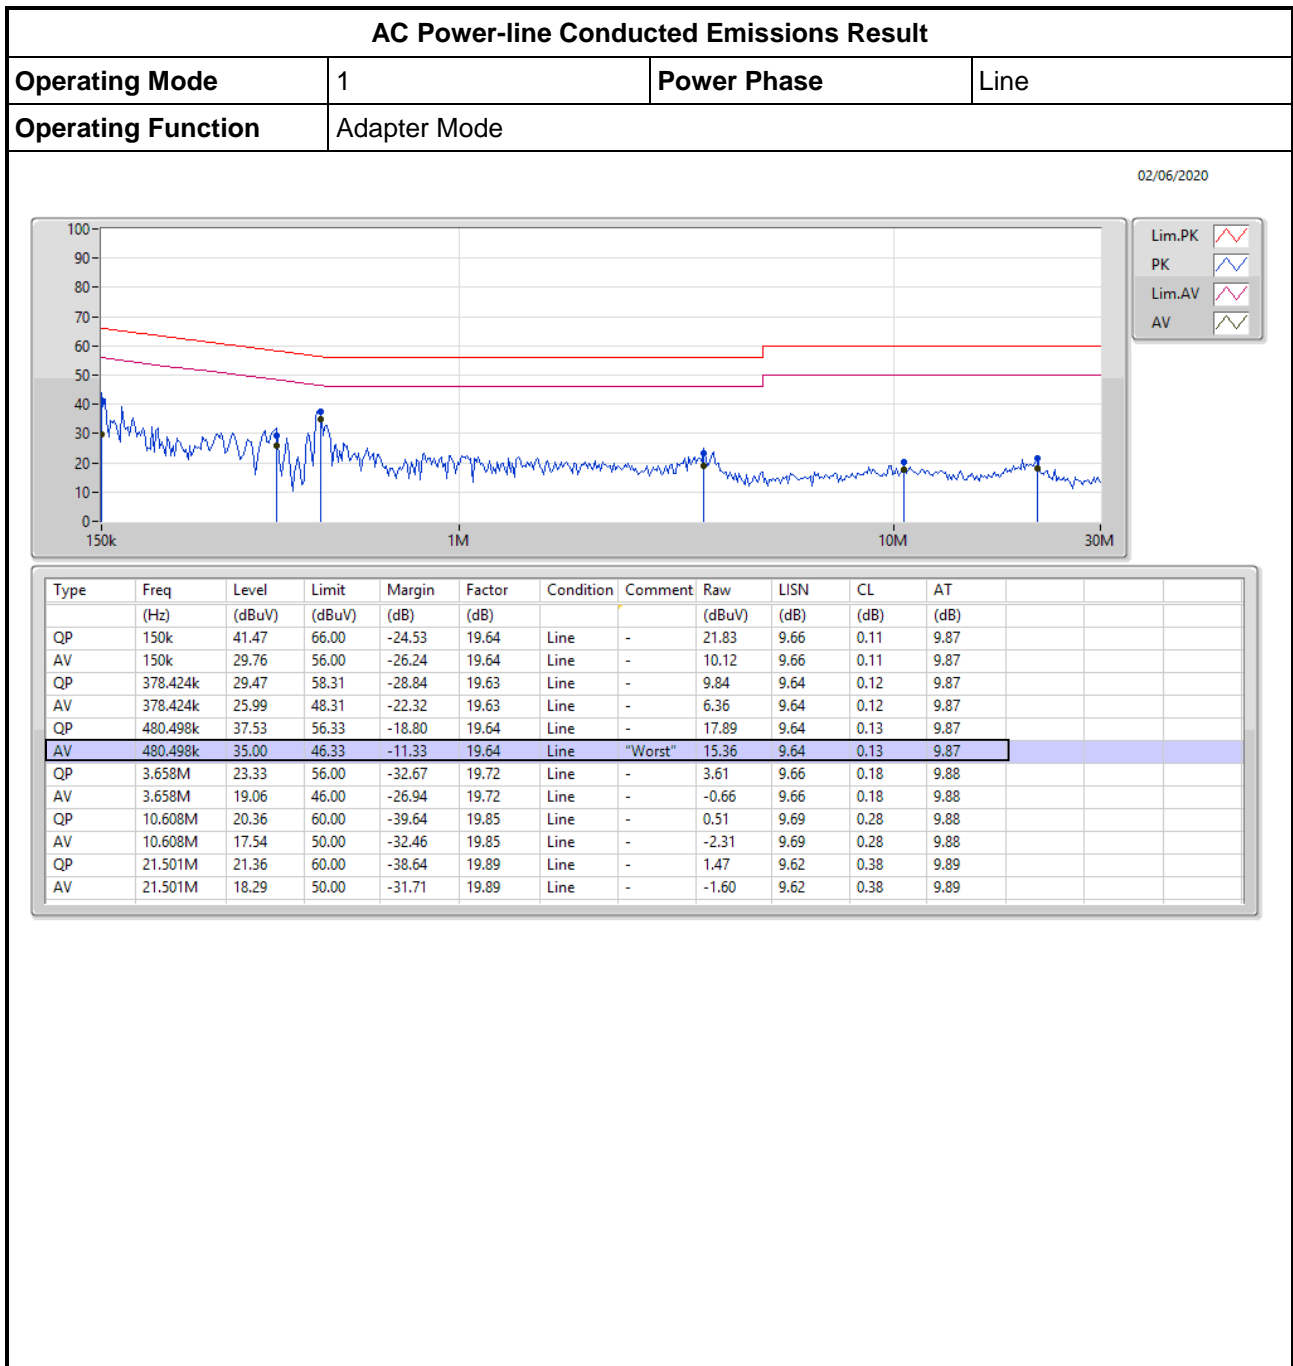 AC Power-line Conducted Emissions Result
Operating Mode 1 Power Phase Line
Operating Function Adapter Mode
02/06/2020
100
90
80
70
60
50
40
30
20
10
0
150k 1M 10M 30M
Lim.PK
PK
Lim.AV
AV
Type Freq Level Limit Margin Factor Condition Comment Raw LISN CL AT
(Hz) (dBuV) (dBuV) (dB) (dB) (dBuV) (dB) (dB) (dB)
QP 150k 41.47 66.00 -24.53 19.64 Line - 21.83 9.66 0.11 9.87
AV 150k 29.76 56.00 -26.24 19.64 Line - 10.12 9.66 0.11 9.87
QP 378.424k 29.47 58.31 -28.84 19.63 Line - 9.84 9.64 0.12 9.87
AV 378.424k 25.99 48.31 -22.32 19.63 Line - 6.36 9.64 0.12 9.87
QP 480.498k 37.53 56.33 -18.80 19.64 Line - 17.89 9.64 0.13 9.87
AV 480.498k 35.00 46.33 -11.33 19.64 Line "Worst" 15.36 9.64 0.13 9.87
QP 3.658M 23.33 56.00 -32.67 19.72 Line - 3.61 9.66 0.18 9.88
AV 3.658M 19.06 46.00 -26.94 19.72 Line - -0.66 9.66 0.18 9.88
QP 10.608M 20.36 60.00 -39.64 19.85 Line - 0.51 9.69 0.28 9.88
AV 10.608M 17.54 50.00 -32.46 19.85 Line - -2.31 9.69 0.28 9.88
QP 21.501M 21.36 60.00 -38.64 19.89 Line - 1.47 9.62 0.38 9.89
AV 21.501M 18.29 50.00 -31.71 19.89 Line - -1.60 9.62 0.38 9.89